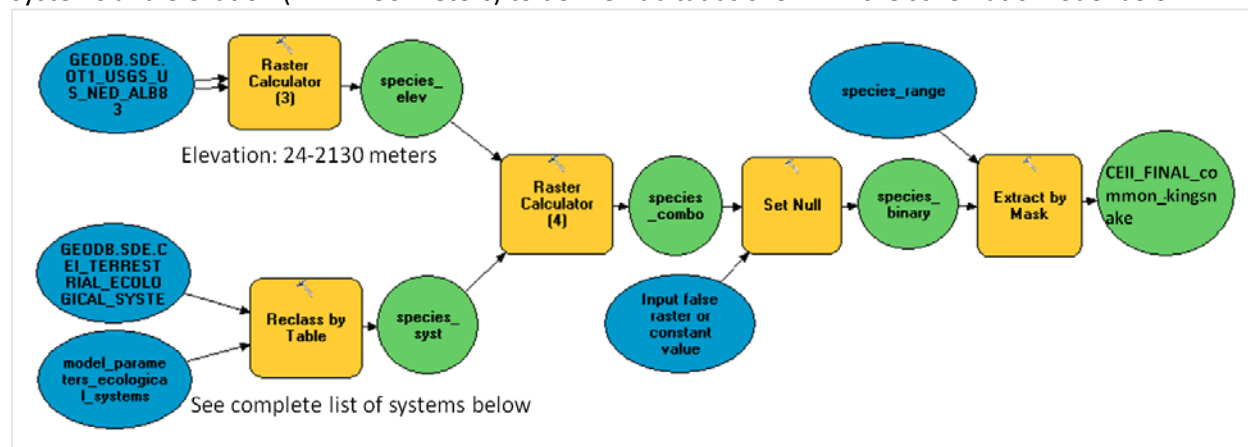 GEODB.SDE.
OT1_USGS_U
S_NED_ALB8
3
Raster
Calculator
(3)
species_
elev
Elevation: 24-2130 meters
species_range
Raster
Calculator
(4)
species
_combo
Set Null
species_
binary
Extract by
Mask
CEII_FINAL_co
mmon_kingsn
ake
GEODB.SDE.C
EI_TERREST
RIAL_ECOLO
GICAL_SYSTE
Reclass by
Table
species_
syst
Input false
raster or
constant
value
model_parame
ters_ecologica
l_systems
See complete list of systems below